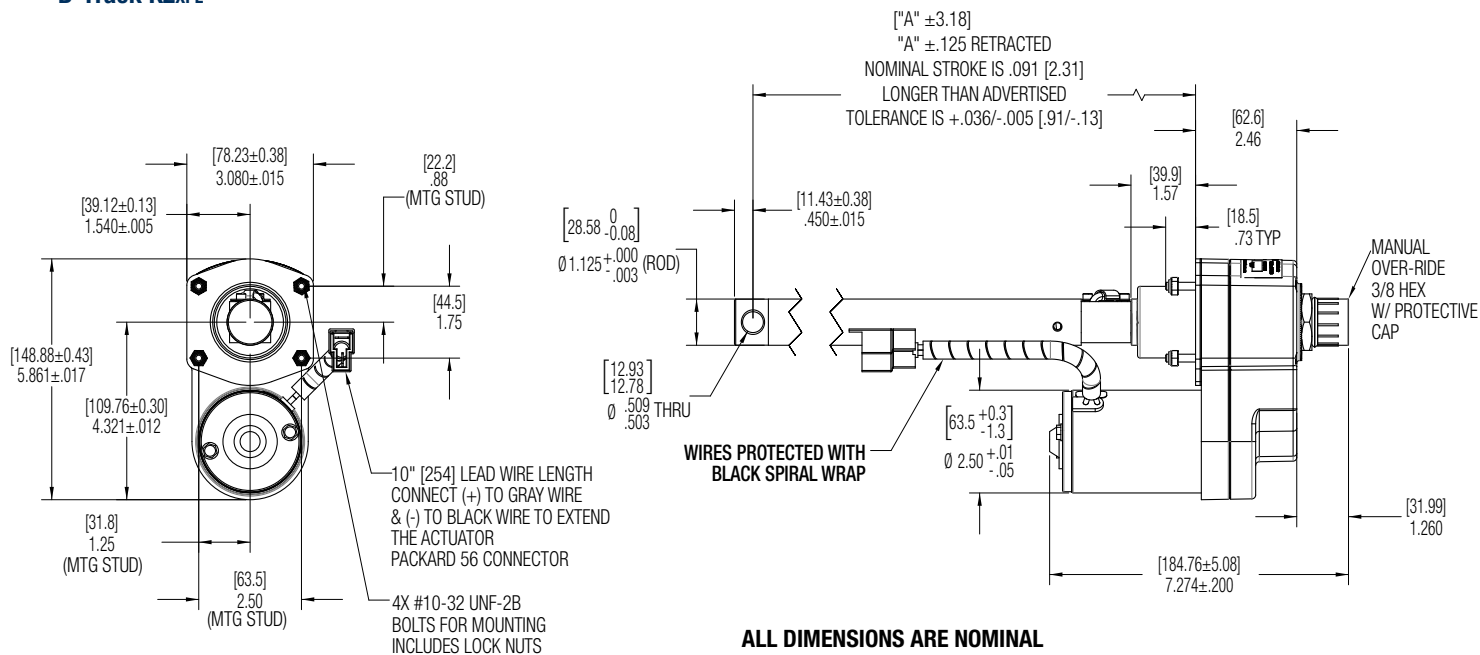 ["A" ±3.18]
"A" ±.125 RETRACTED
NOMINAL STROKE IS .091 [2.31]
LONGER THAN ADVERTISED
TOLERANCE IS +.036/-.005 [.91/-.13]
[62.6]
2.46
[78.23±0.38]
3.080±.015
[22.2]
.88
(MTG STUD)
[39.12±0.13]
1.540±.005
[39.9]
1.57
[11.43±0.38]
.450±.015
[28.58 0 -0.08]
Ø1.125 +.000 -.003 (ROD)
[18.5]
.73 TYP
MANUAL
OVER-RIDE
3/8 HEX
W/ PROTECTIVE
CAP
[44.5]
1.75
[148.88±0.43]
5.861±.017
[109.76±0.30]
4.321±.012
[12.93
12.78]
Ø .509
.503 THRU
[63.5 +0.3 -1.3]
Ø 2.50 +.01 -.05
WIRES PROTECTED WITH
BLACK SPIRAL WRAP
10" [254] LEAD WIRE LENGTH
CONNECT (+) TO GRAY WIRE
& (-) TO BLACK WIRE TO EXTEND
THE ACTUATOR
PACKARD 56 CONNECTOR
[31.8]
1.25
(MTG STUD)
[63.5]
2.50
(MTG STUD)
4X #10-32 UNF-2B
BOLTS FOR MOUNTING
INCLUDES LOCK NUTS
[31.99]
1.260
[184.76±5.08]
7.274±.200
ALL DIMENSIONS ARE NOMINAL